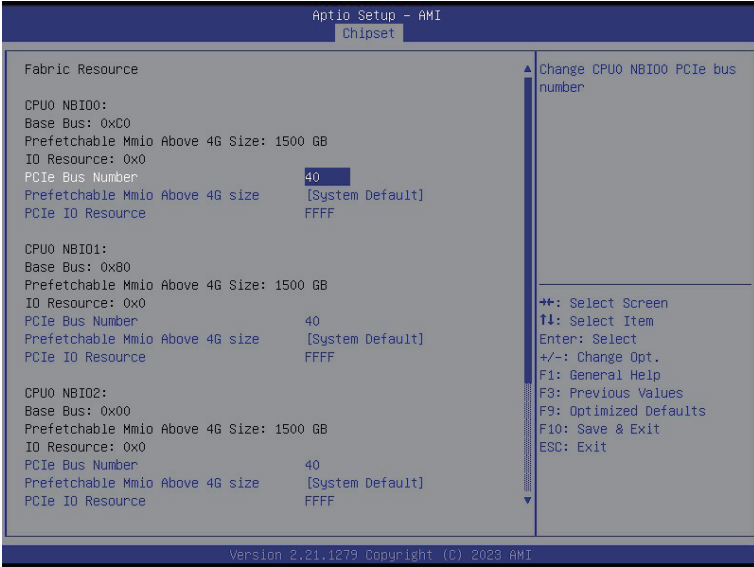 Aptio Setup – AMI
Chipset
Fabric Resource
CPU0 NBIO0:
Base Bus: 0xC0
Prefetchable Mmio Above 4G Size: 1500 GB
IO Resource: 0x0
PCIe Bus Number 40
Prefetchable Mmio Above 4G size [System Default]
PCIe IO Resource FFFF
CPU0 NBIO1:
Base Bus: 0x80
Prefetchable Mmio Above 4G Size: 1500 GB
IO Resource: 0x0
PCIe Bus Number 40
Prefetchable Mmio Above 4G size [System Default]
PCIe IO Resource FFFF
CPU0 NBIO2:
Base Bus: 0x00
Prefetchable Mmio Above 4G Size: 1500 GB
IO Resource: 0x0
PCIe Bus Number 40
Prefetchable Mmio Above 4G size [System Default]
PCIe IO Resource FFFF
Change CPU0 NBIO0 PCIe bus
number
→←: Select Screen
↑↓: Select Item
Enter: Select
+/-: Change Opt.
F1: General Help
F3: Previous Values
F9: Optimized Defaults
F10: Save & Exit
ESC: Exit
Version 2.21.1279 Copyright (C) 2023 AMI